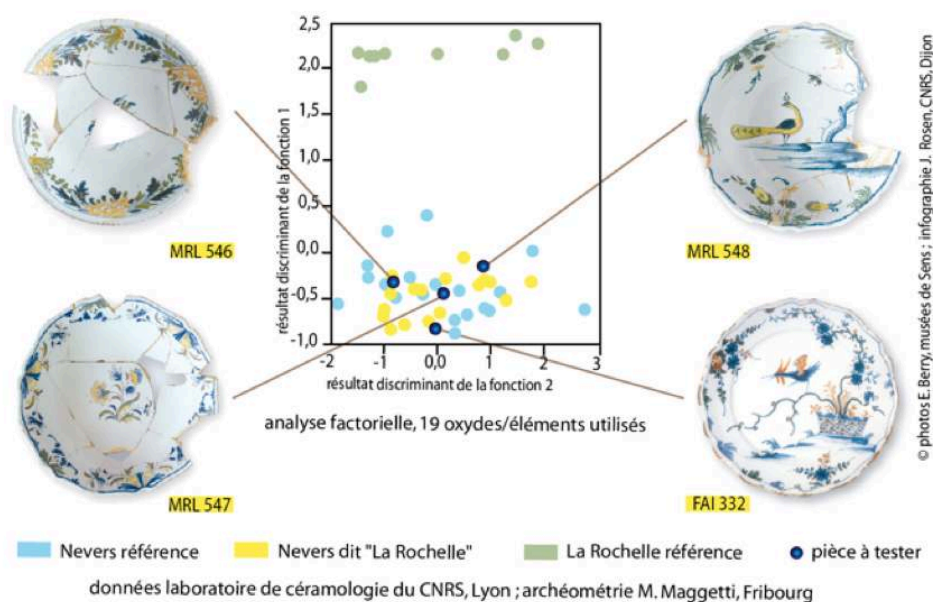 2,5
2,0
1,5
1,0
0,5
0,0
-0,5
-1,0
résultat discriminant de la fonction 1
-2 -1 0,0 1 2 3
résultat discriminant de la fonction 2
analyse factorielle, 19 oxydes/éléments utilisés
MRL 546
MRL 548
MRL 547
FAI 332
© photos E. Berry, musées de Sens ; infographie J. Rosen, CNRS, Dijon
Nevers référence Nevers dit "La Rochelle" La Rochelle référence pièce à tester
données laboratoire de céramologie du CNRS, Lyon ; archéométrie M. Maggetti, Fribourg